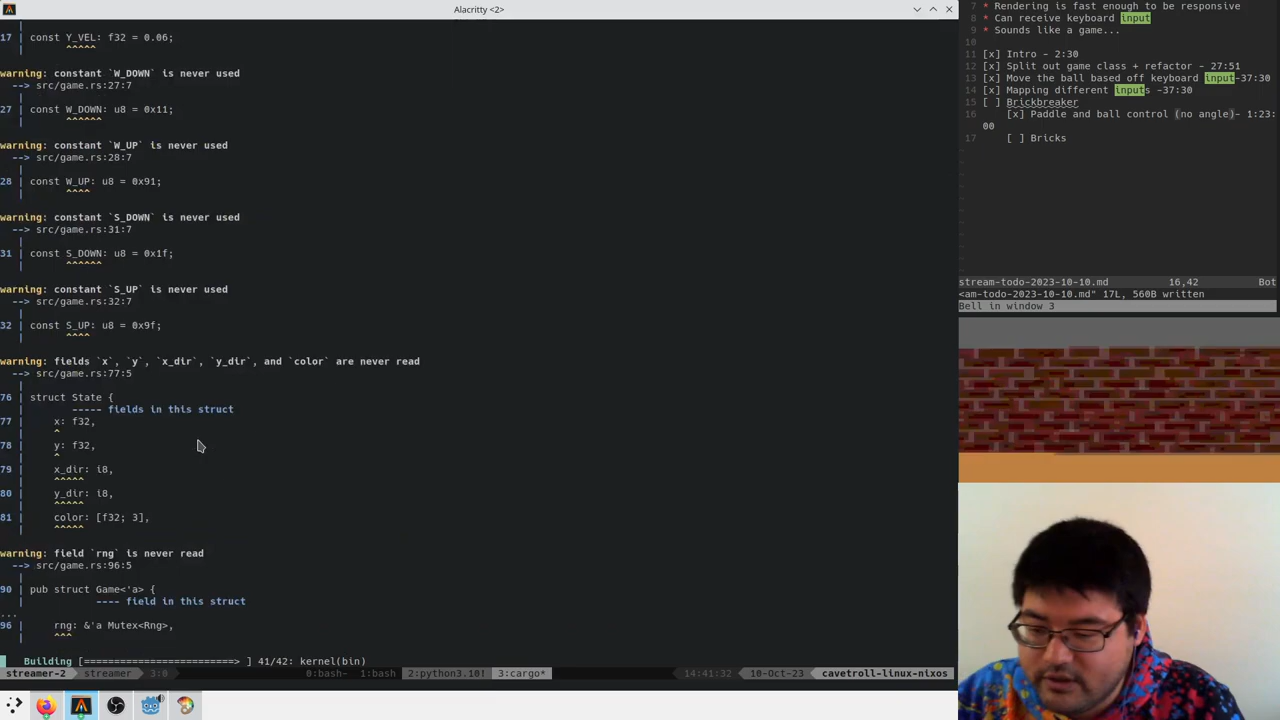 Alacritty <2>
|
17 | const Y_VEL: f32 = 0.06;
| ^^^^^
warning: constant `W_DOWN` is never used
--> src/game.rs:27:7
|
27 | const W_DOWN: u8 = 0x11;
| ^^^^^^
warning: constant `W_UP` is never used
--> src/game.rs:28:7
|
28 | const W_UP: u8 = 0x91;
| ^^^^
warning: constant `S_DOWN` is never used
--> src/game.rs:31:7
|
31 | const S_DOWN: u8 = 0x1f;
| ^^^^^^
warning: constant `S_UP` is never used
--> src/game.rs:32:7
|
32 | const S_UP: u8 = 0x9f;
| ^^^^
warning: fields `x`, `y`, `x_dir`, `y_dir`, and `color` are never read
--> src/game.rs:77:5
|
76 | struct State {
| ----- fields in this struct
77 | x: f32,
| ^
78 | y: f32,
| ^
79 | x_dir: i8,
| ^^^^^
80 | y_dir: i8,
| ^^^^^
81 | color: [f32; 3],
| ^^^^^
warning: field `rng` is never read
--> src/game.rs:96:5
|
90 | pub struct Game<'a> {
| ---- field in this struct
...
96 | rng: &'a Mutex<Rng>,
| ^^^
Building [=========================> ] 41/42: kernel(bin)
streamer-2 streamer 3:0 0:bash- 1:bash 2:python3.10! 3:cargo* 14:41:32 10-Oct-23 cavetroll-linux-nixos
7 * Rendering is fast enough to be responsive
8 * Can receive keyboard input
9 * Sounds like a game...
10
11 [x] Intro - 2:30
12 [x] Split out game class + refactor - 27:51
13 [x] Move the ball based off keyboard input-37:30
14 [x] Mapping different inputs -37:30
15 [ ] Brickbreaker
16 [x] Paddle and ball control (no angle)- 1:23:
00
17 [ ] Bricks
~
~
~
~
~
~
~
~
~
~
stream-todo-2023-10-10.md 16,42 Bot
<am-todo-2023-10-10.md" 17L, 560B written
Bell in window 3